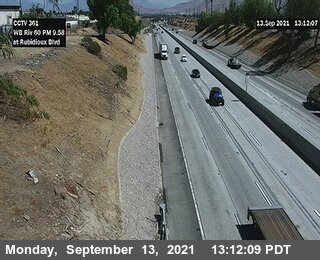 CCTV 361
WB Riv 60 PM 9.58
at Rubidioux Blvd
13.Sep 2021 13:12:07
Monday, September 13, 2021 13:12:09 PDT